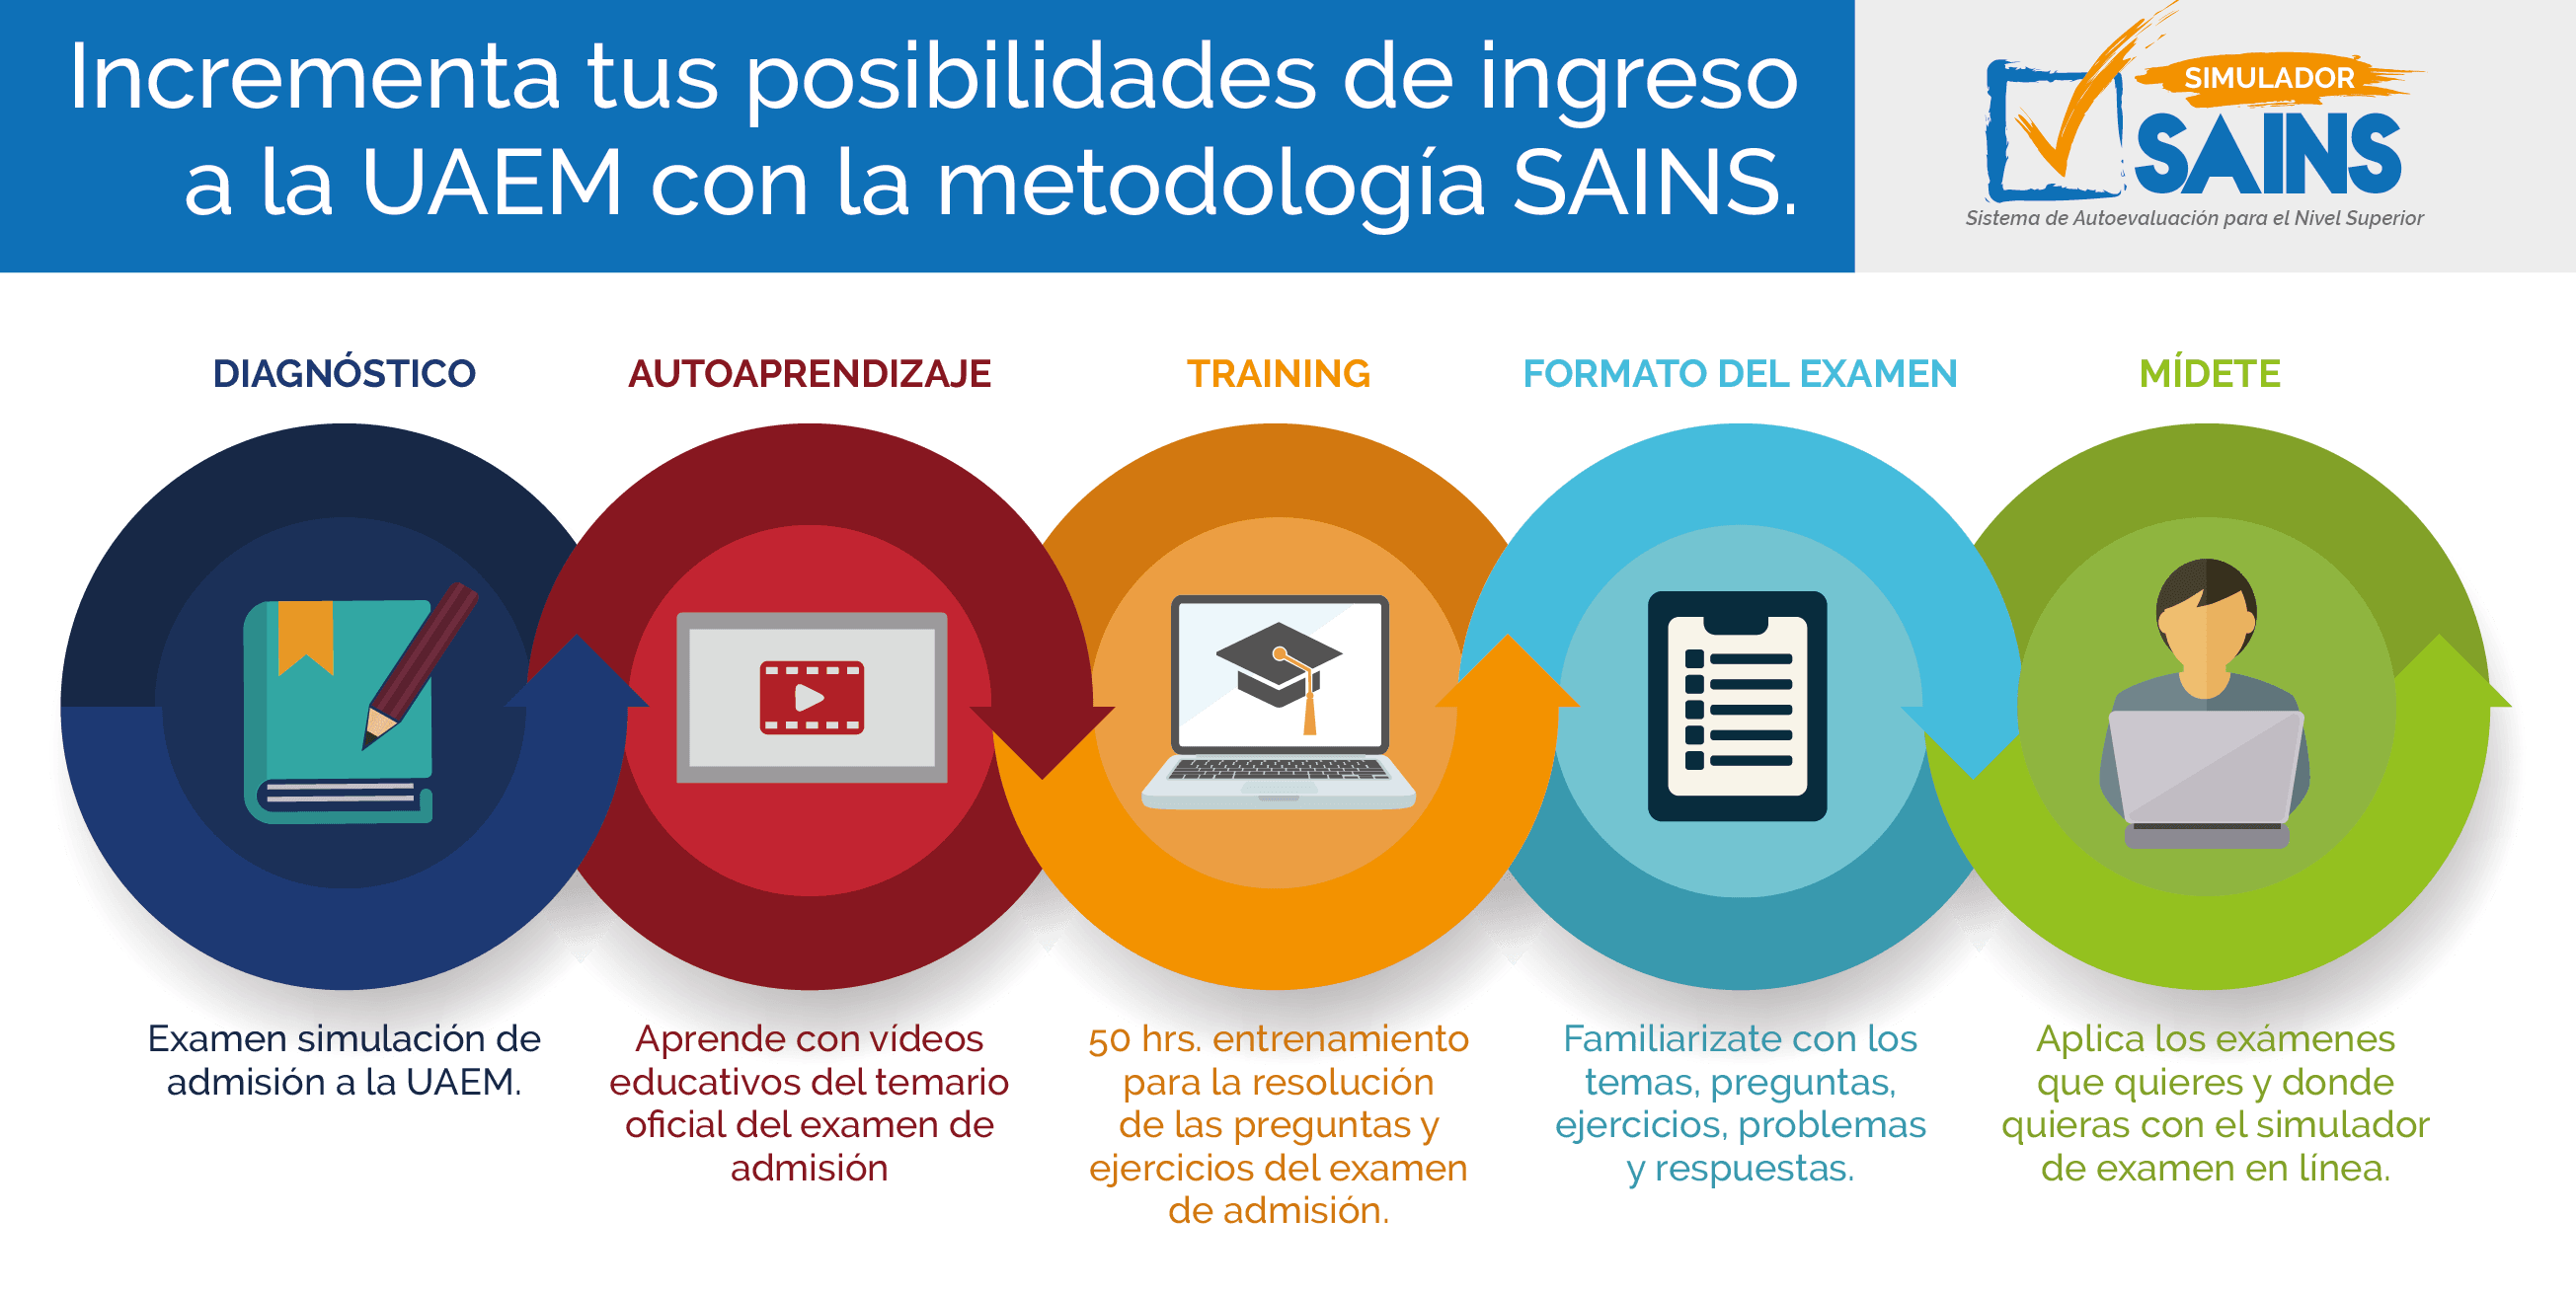 Incrementa tus posibilidades de ingreso
a la UAEM con la metodología SAINS.
SIMULADOR
SAINS
Sistema de Autoevaluación para el Nivel Superior
DIAGNÓSTICO
Examen simulación de
admisión a la UAEM.
AUTOAPRENDIZAJE
Aprende con vídeos
educativos del temario
oficial del examen de
admisión
TRAINING
50 hrs. entrenamiento
para la resolución
de las preguntas y
ejercicios del examen
de admisión.
FORMATO DEL EXAMEN
Familiarizate con los
temas, preguntas,
ejercicios, problemas
y respuestas.
MÍDETE
Aplica los exámenes
que quieres y donde
quieras con el simulador
de examen en línea.